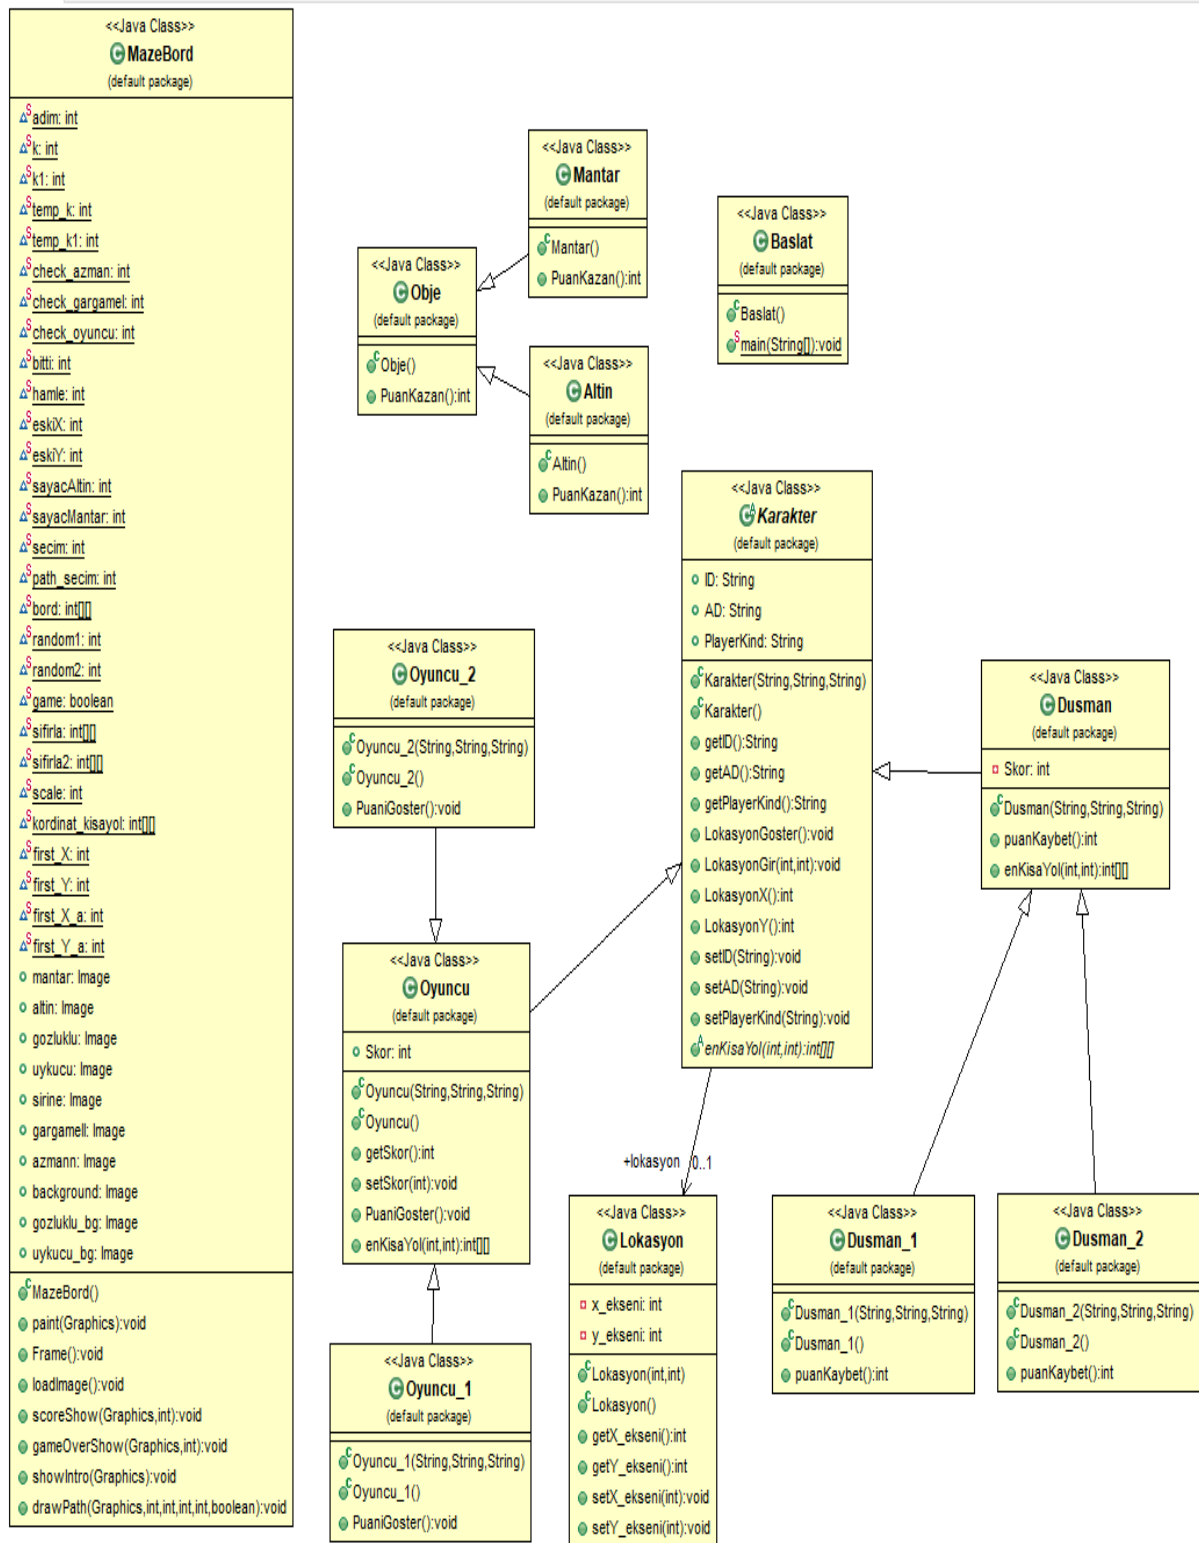 <<Java Class>>
MazeBord
(default package)
adim: int
k: int
k1: int
temp_k: int
temp_k1: int
check_azman: int
check_gargamel: int
check_oyuncu: int
bitti: int
hamle: int
eskiX: int
eskiY: int
sayacAltin: int
sayacMantar: int
secim: int
path_secim: int
bord: int[][]
random1: int
random2: int
game: boolean
sifirla: int[][]
sifirla2: int[][]
scale: int
kordinat_kisayol: int[][]
first_X: int
first_Y: int
first_X_a: int
first_Y_a: int
mantar: Image
altin: Image
gozluklu: Image
uykucu: Image
sirine: Image
gargamell: Image
azmann: Image
background: Image
gozluklu_bg: Image
uykucu_bg: Image
MazeBord()
paint(Graphics):void
Frame():void
loadImage():void
scoreShow(Graphics,int):void
gameOverShow(Graphics,int):void
showIntro(Graphics):void
drawPath(Graphics,int,int,int,int,boolean):void
<<Java Class>>
Mantar
(default package)
Mantar()
PuanKazan():int
<<Java Class>>
Obje
(default package)
Obje()
PuanKazan():int
<<Java Class>>
Altin
(default package)
Altin()
PuanKazan():int
<<Java Class>>
Baslat
(default package)
Baslat()
main(String[]):void
<<Java Class>>
Karakter
(default package)
ID: String
AD: String
PlayerKind: String
Karakter(String,String,String)
Karakter()
getID():String
getAD():String
getPlayerKind():String
LokasyonGoster():void
LokasyonGir(int,int):void
LokasyonX():int
LokasyonY():int
setID(String):void
setAD(String):void
setPlayerKind(String):void
enKisaYol(int,int):int[][]
<<Java Class>>
Oyuncu_2
(default package)
Oyuncu_2(String,String,String)
Oyuncu_2()
PuaniGoster():void
<<Java Class>>
Dusman
(default package)
Skor: int
Dusman(String,String,String)
puanKaybet():int
enKisaYol(int,int):int[][]
<<Java Class>>
Oyuncu
(default package)
Skor: int
Oyuncu(String,String,String)
Oyuncu()
getSkor():int
setSkor(int):void
PuaniGoster():void
enKisaYol(int,int):int[][]
+lokasyon 0..1
<<Java Class>>
Lokasyon
(default package)
x_ekseni: int
y_ekseni: int
Lokasyon(int,int)
Lokasyon()
getX_ekseni():int
getY_ekseni():int
setX_ekseni(int):void
setY_ekseni(int):void
<<Java Class>>
Dusman_1
(default package)
Dusman_1(String,String,String)
Dusman_1()
puanKaybet():int
<<Java Class>>
Dusman_2
(default package)
Dusman_2(String,String,String)
Dusman_2()
puanKaybet():int
<<Java Class>>
Oyuncu_1
(default package)
Oyuncu_1(String,String,String)
Oyuncu_1()
PuaniGoster():void